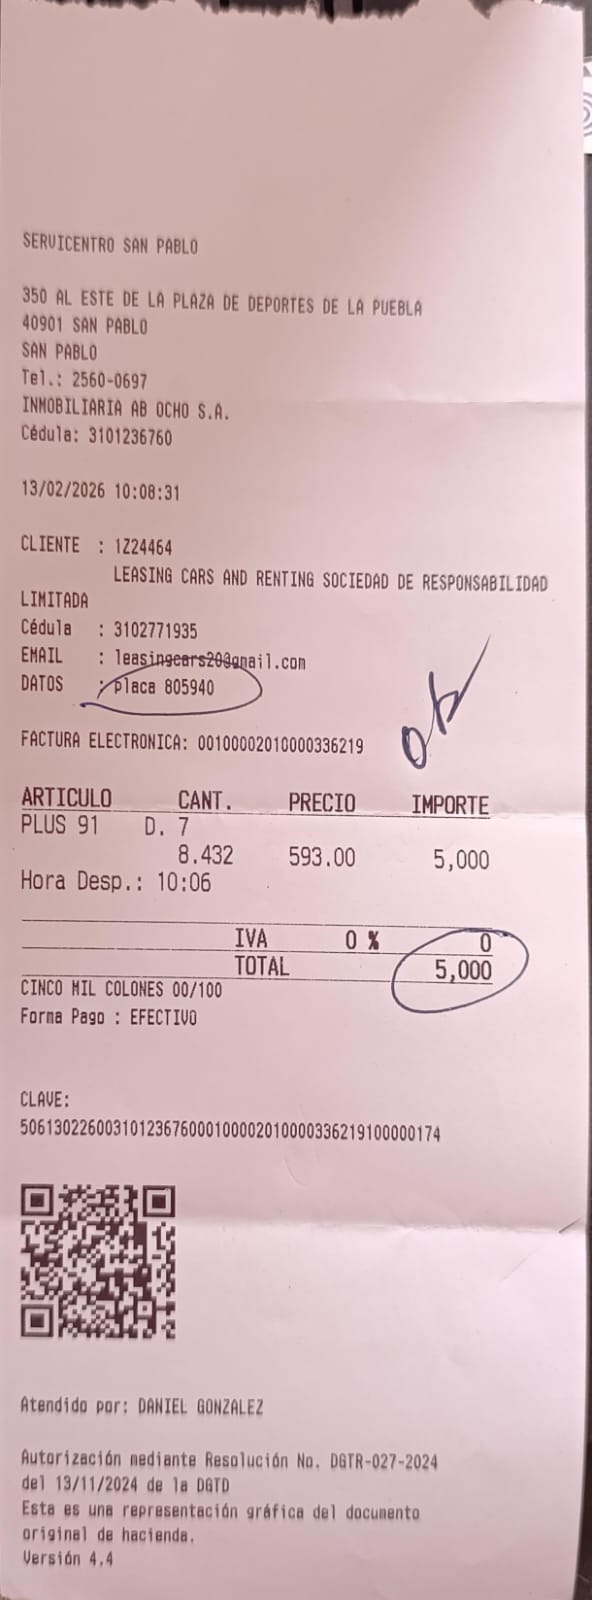 SERVICENTRO SAN PABLO
350 AL ESTE DE LA PLAZA DE DEPORTES DE LA PUEBLA
40901 SAN PABLO
SAN PABLO
Tel.: 2560-0697
INMOBILIARIA AB OCHO S.A.
Cédula: 3101236760
13/02/2026 10:08:31
CLIENTE : 1Z24464
LEASING CARS AND RENTING SOCIEDAD DE RESPONSABILIDAD
LIMITADA
Cédula : 3102771935
EMAIL : leasingcars20@gmail.com
DATOS : placa 805940
ok
FACTURA ELECTRONICA: 00100002010000336219
ARTICULO CANT. PRECIO IMPORTE
PLUS 91 D. 7
8.432 593.00 5,000
Hora Desp.: 10:06
IVA 0 % 0
TOTAL 5,000
CINCO MIL COLONES 00/100
Forma Pago : EFECTIVO
CLAVE:
50613022600310123676000100002010000336219100000174
Atendido por: DANIEL GONZALEZ
Autorización mediante Resolución No. DGTR-027-2024
del 13/11/2024 de la DGTD
Esta es una representación gráfica del documento
original de hacienda.
Versión 4.4